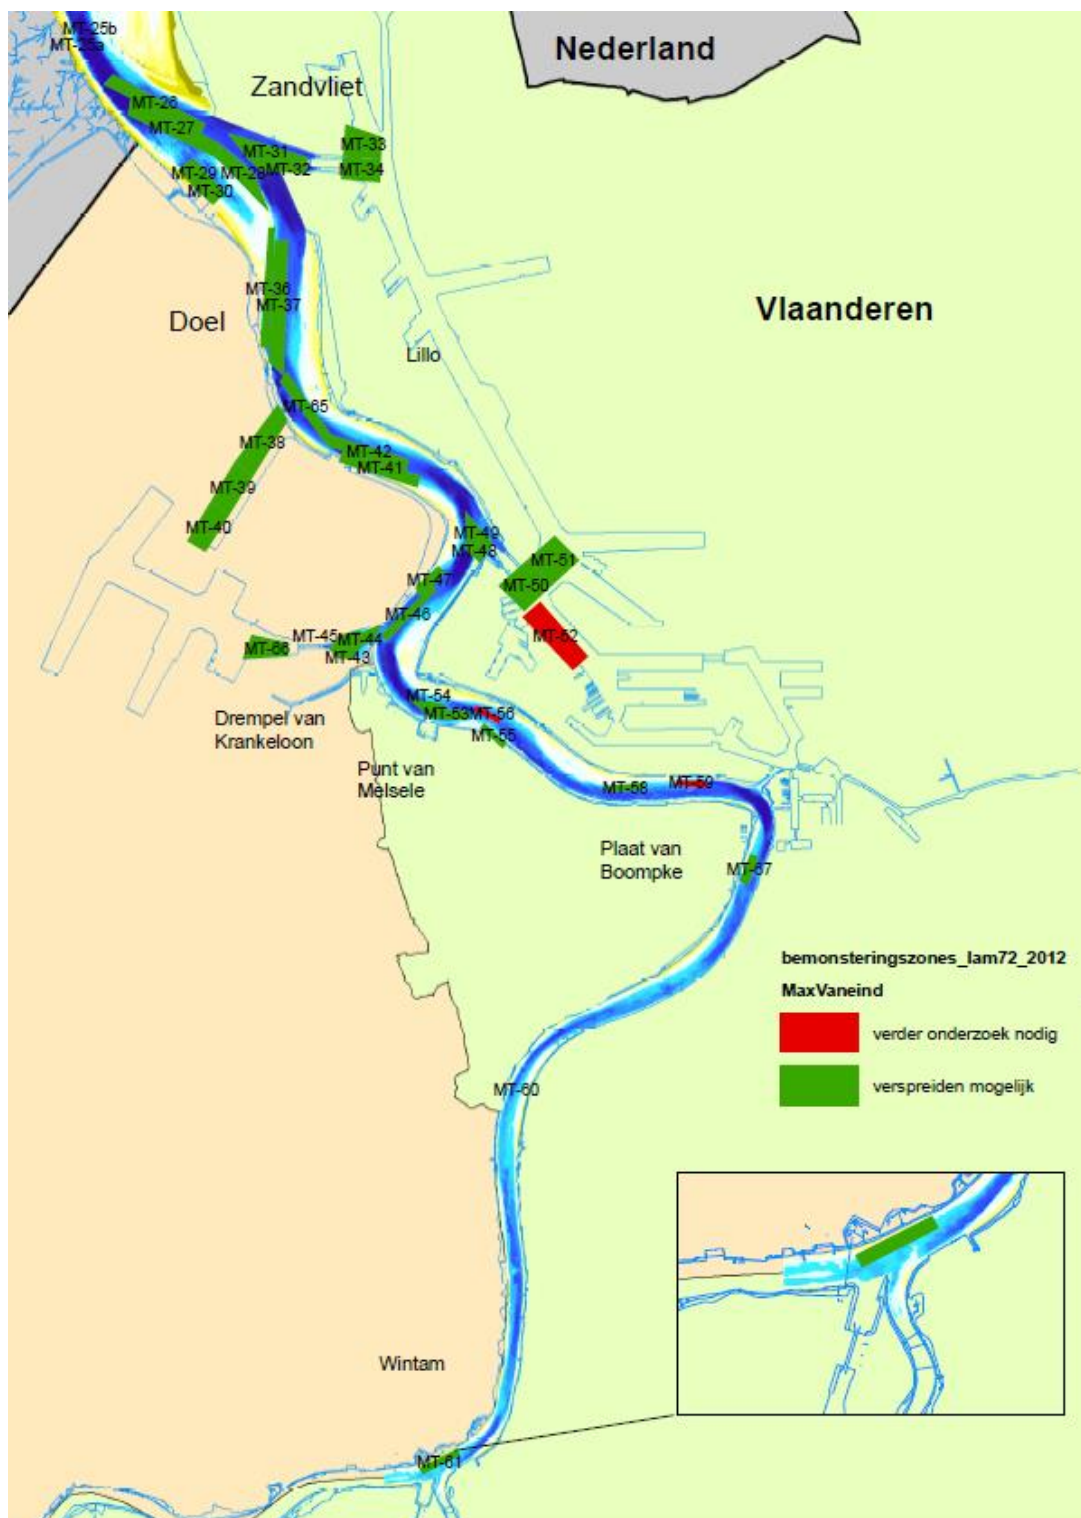 MT-25b
MT-25a
Nederland
Zandvliet
MT-26
MT-27
MT-31
MT-33
MT-29
MT-28
MT-32
MT-34
MT-30
MT-36
MT-37
Doel
Vlaanderen
Lillo
MT-65
MT-38
MT-42
MT-41
MT-39
MT-40
MT-49
MT-48
MT-51
MT-47
MT-50
MT-46
MT-45
MT-44
MT-52
MT-66
MT-43
MT-54
MT-53
MT-56
MT-55
Drempel van
Krankeloon
Punt van
Melsele
MT-58
MT-59
Plaat van
Boompke
MT-67
bemonsteringszones_lam72_2012
MaxVaneind
verder onderzoek nodig
verspreiden mogelijk
MT-60
Wintam
MT-61